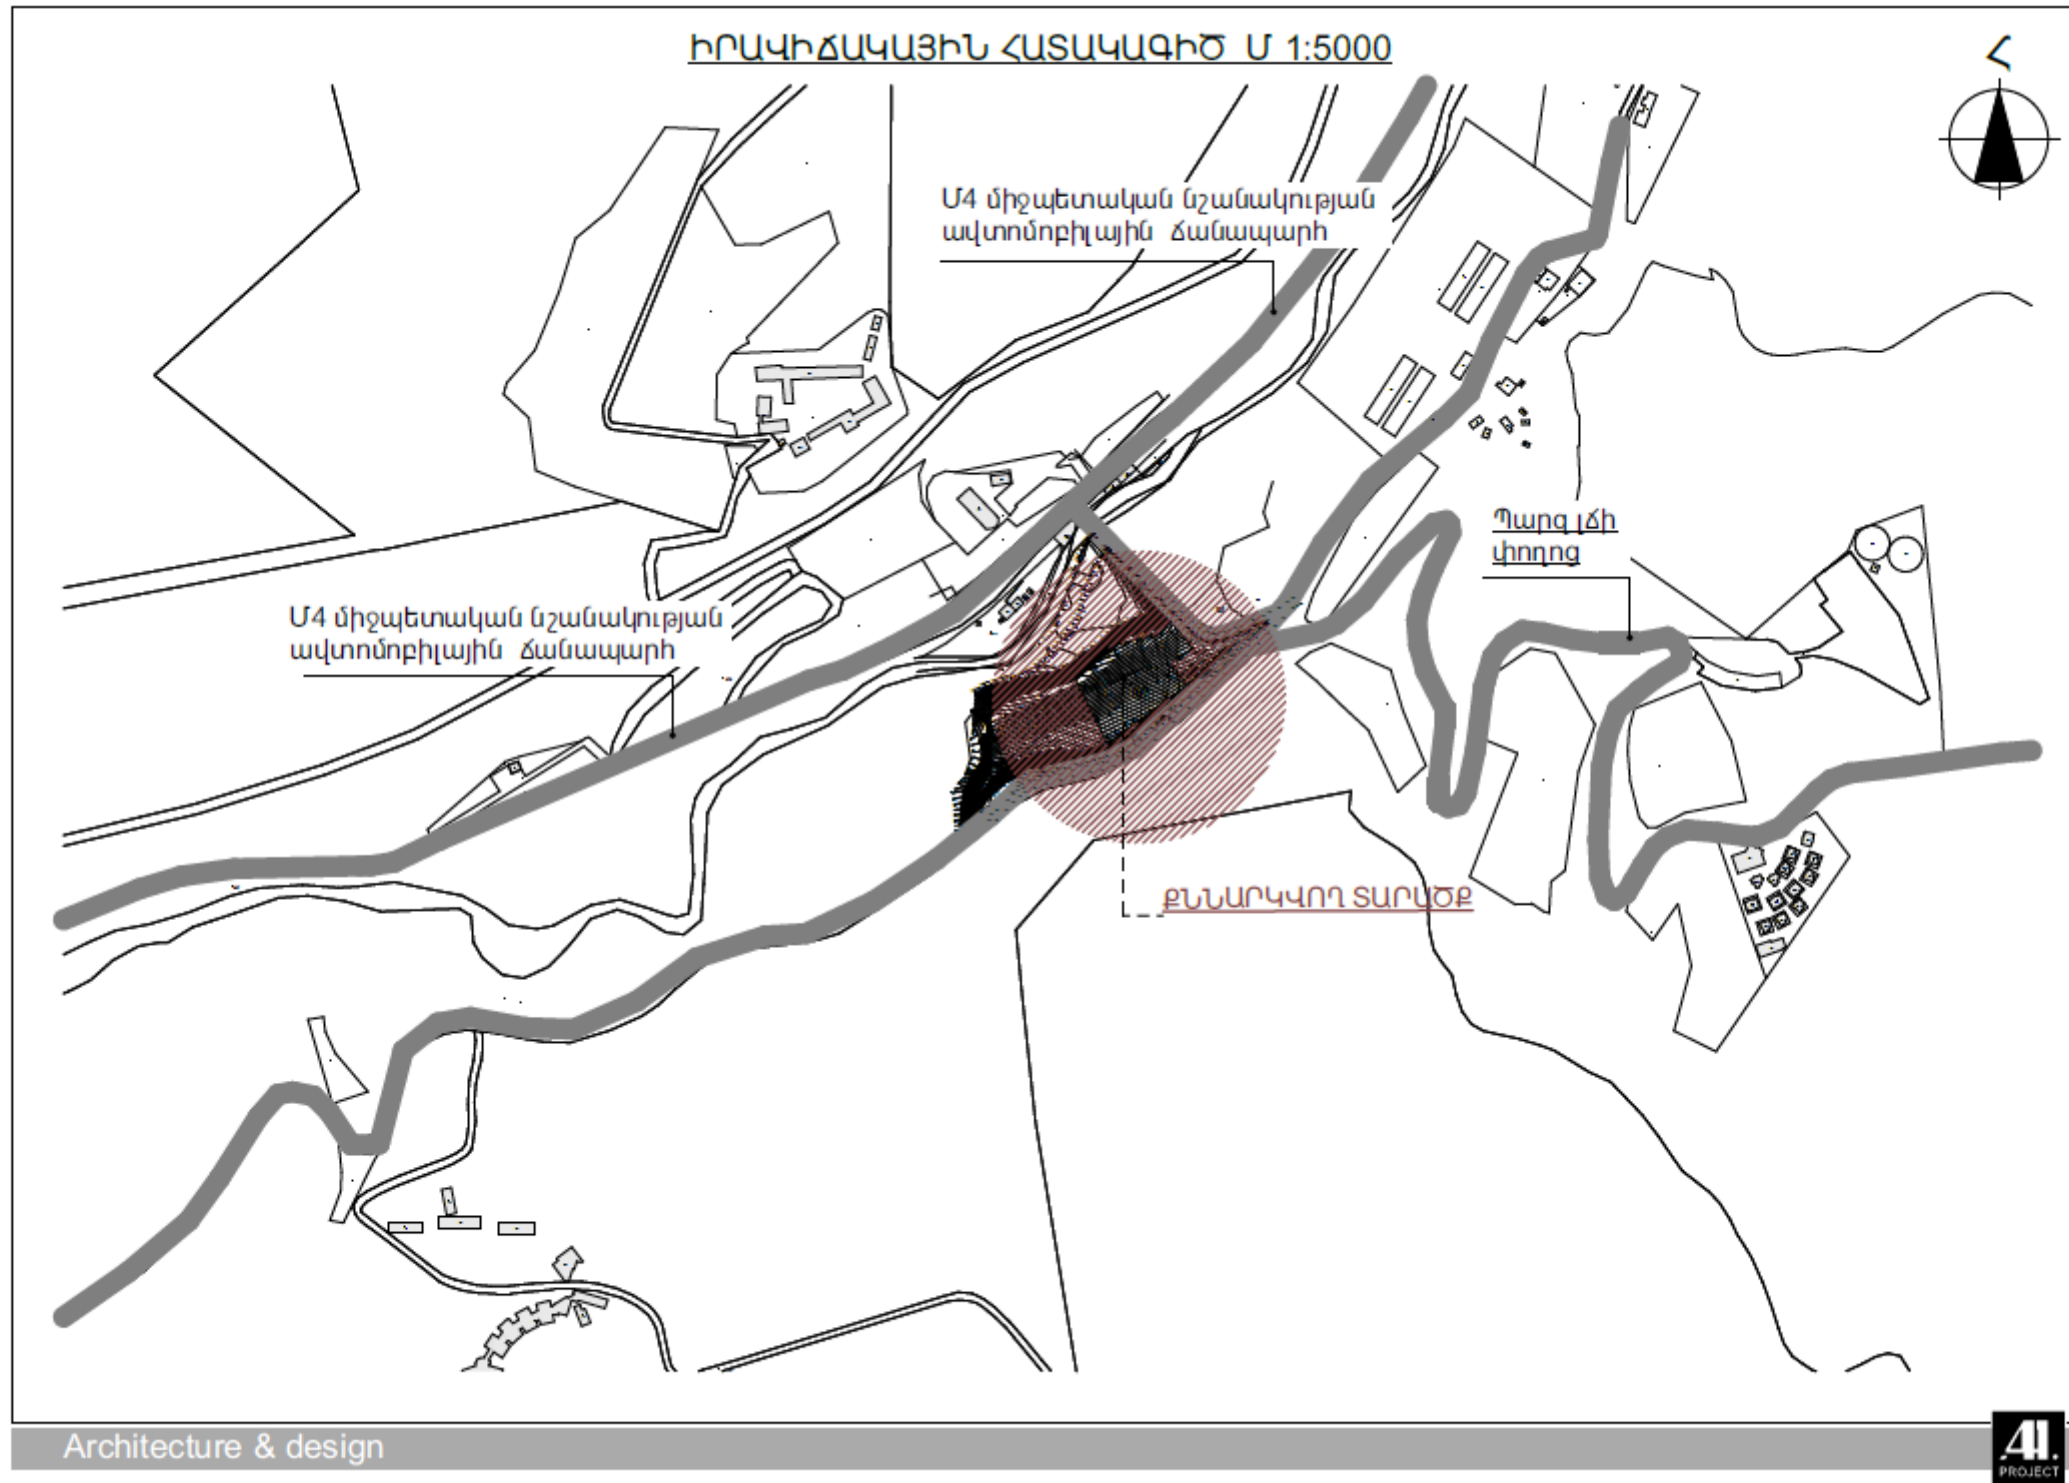 ԻՐԱՎԻՃԱԿԱՅԻՆ ՀԱՏԱԿԱԳԻԾ Մ 1:5000
Հ
Մ4 միջպետական նշանակության
ավտոմոբիլային ճանապարհ
Պարզ լճի
փողոց
Մ4 միջպետական նշանակության
ավտոմոբիլային ճանապարհ
ՔՆՆԱՐԿՎՈՂ ՏԱՐԱԾՔ
Architecture & design
PROJECT